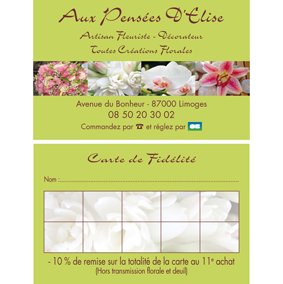 Aux Pensées D'Elise
Artisan Fleuriste - Décorateur
Toutes Créations Florales
Avenue du Bonheur - 87000 Limoges
08 50 20 30 02
Commandez par ☎ et réglez par
Carte de Fidélité
Nom :
- 10 % de remise sur la totalité de la carte au 11e achat
(Hors transmission florale et deuil)